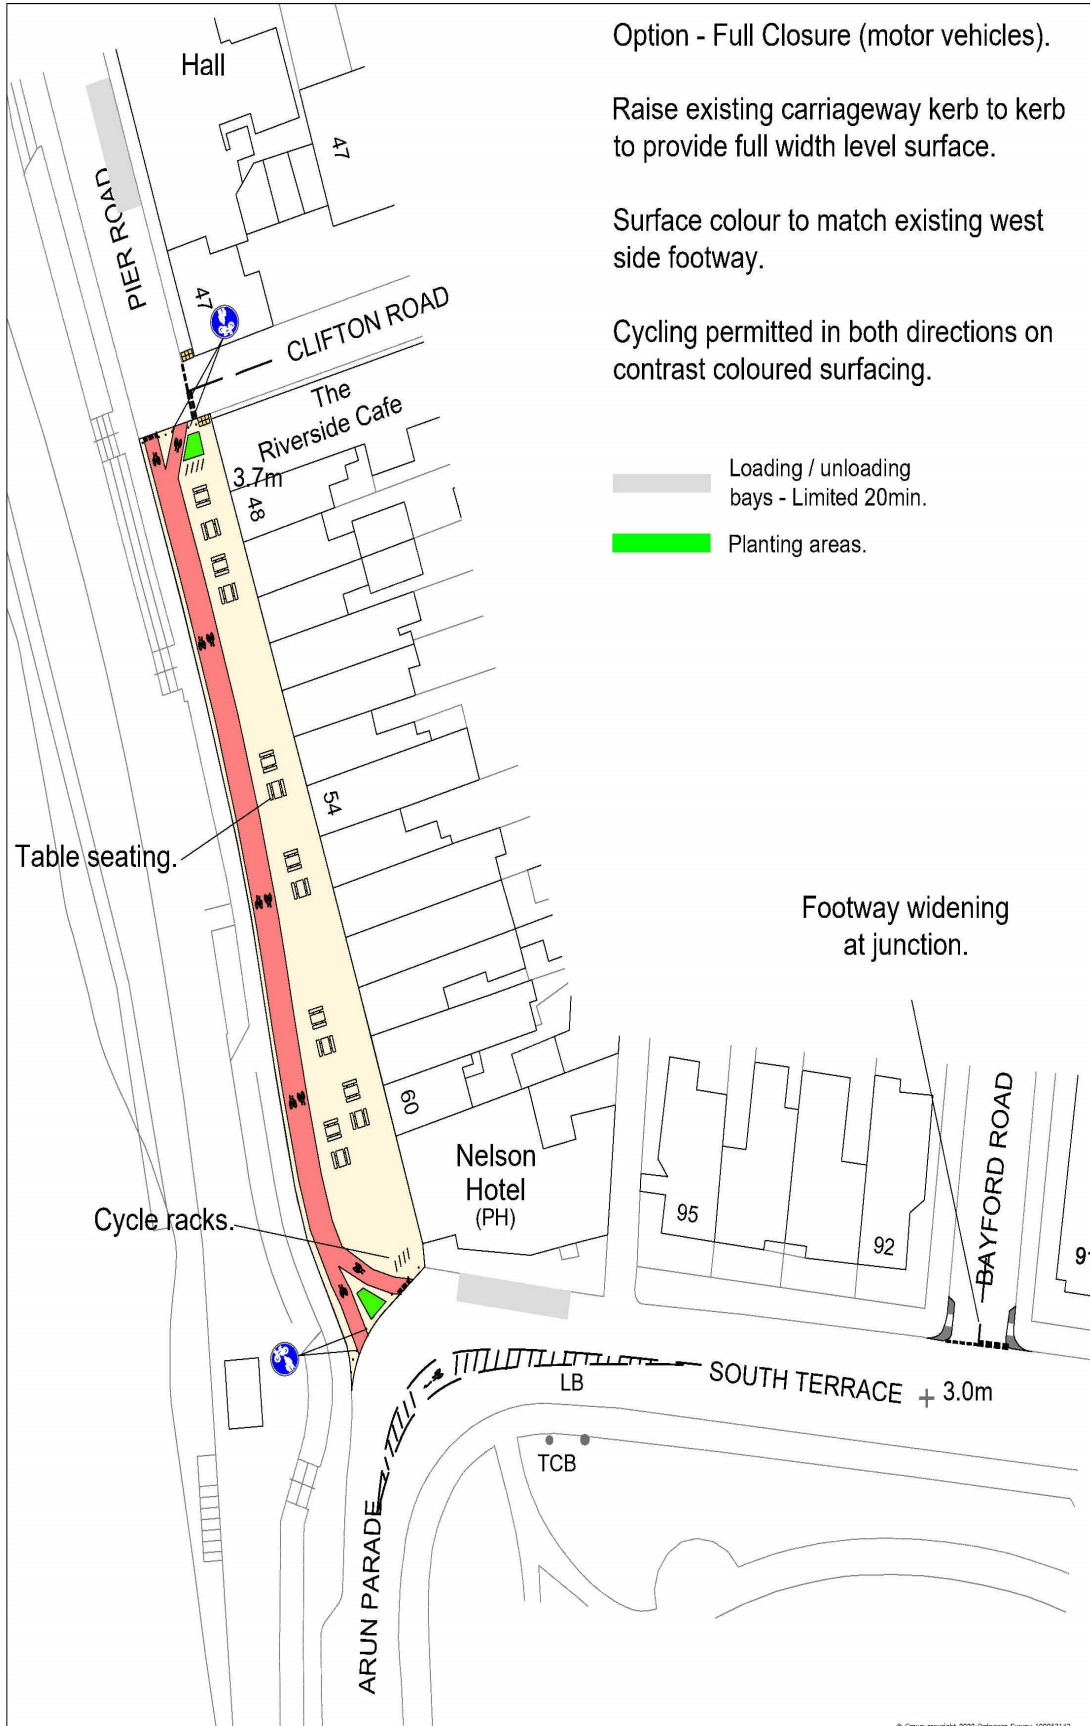 Option - Full Closure (motor vehicles).
Raise existing carriageway kerb to kerb
to provide full width level surface.
Surface colour to match existing west
side footway.
Cycling permitted in both directions on
contrast coloured surfacing.
Loading / unloading
bays - Limited 20min.
Planting areas.
Hall
47
PIER ROAD
47
CLIFTON ROAD
The
Riverside Cafe
3.7m
48
54
Table seating.
Footway widening
at junction.
60
Nelson
Hotel
(PH)
Cycle racks.
95
92
BAYFORD ROAD
91
SOUTH TERRACE
3.0m
LB
TCB
ARUN PARADE